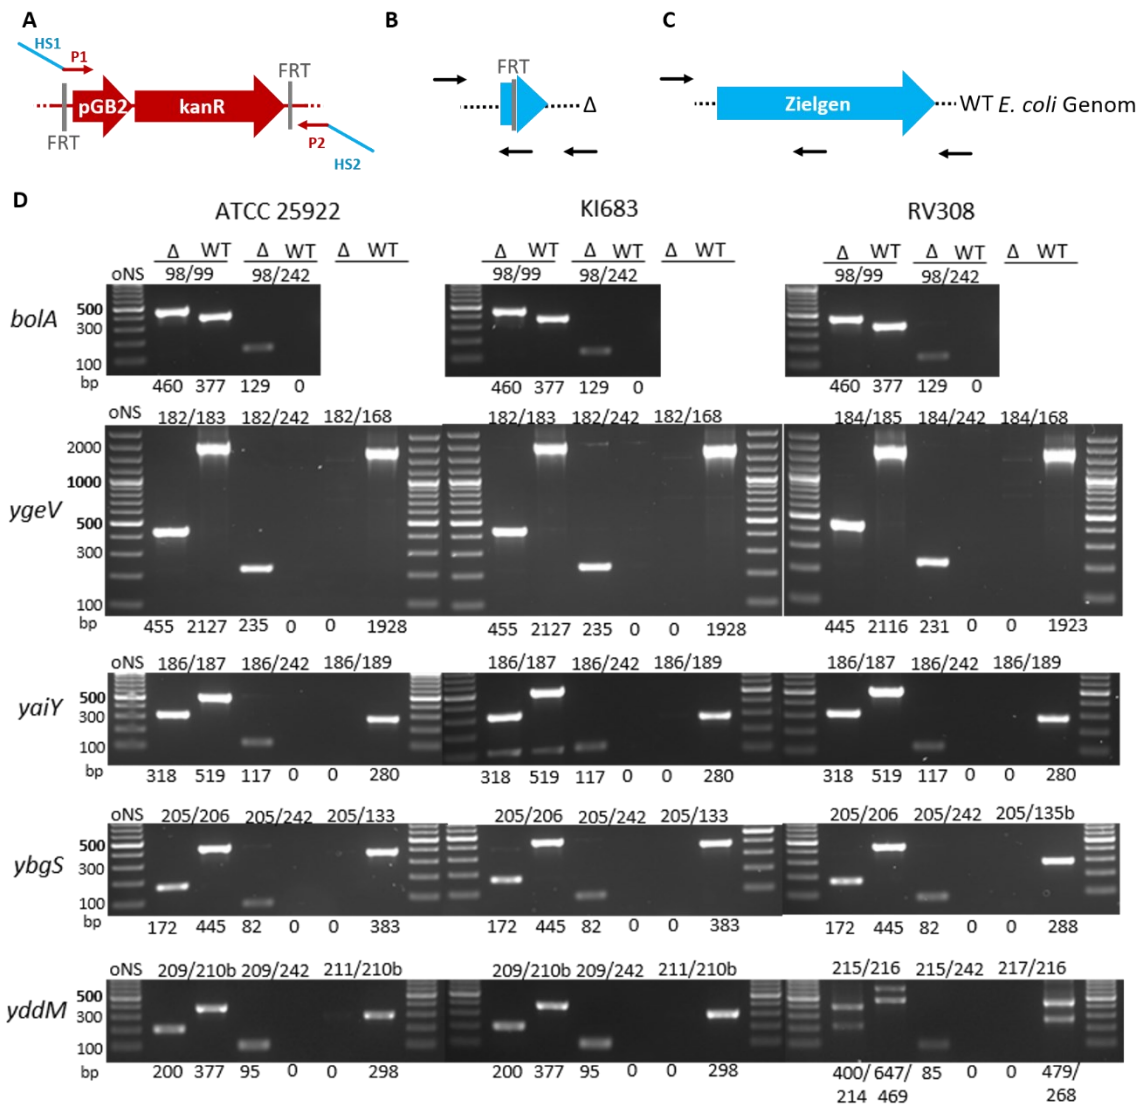 A
HS1
P1
pGB2
kanR
FRT
FRT
P2
HS2
B
FRT
Δ
C
Zielgen
WT E. coli Genom
D
ATCC 25922 KI683 RV308
Δ WT Δ WT Δ WT Δ WT Δ WT Δ WT Δ WT Δ WT Δ WT
oNS 98/99 98/242 98/99 98/242 98/99 98/242
bolA
500
300
100
bp
460 377 129 0 460 377 129 0 460 377 129 0
oNS 182/183 182/242 182/168 182/183 182/242 182/168 184/185 184/242 184/168
ygeV
2000
1000
500
300
100
bp
455 2127 235 0 0 1928 455 2127 235 0 0 1928 445 2116 231 0 0 1923
oNS 186/187 186/242 186/189 186/187 186/242 186/189 186/187 186/242 186/189
yaiY
500
300
100
bp
318 519 117 0 0 280 318 519 117 0 0 280 318 519 117 0 0 280
oNS 205/206 205/242 205/133 205/206 205/242 205/133 205/206 205/242 205/135b
ybgS
500
300
100
bp
172 445 82 0 0 383 172 445 82 0 0 383 172 445 82 0 0 288
oNS 209/210b 209/242 211/210b 209/210b 209/242 211/210b 215/216 215/242 217/216
yddM
500
300
100
bp
200 377 95 0 0 298 200 377 95 0 0 298 400/ 647/ 85 0 0 479/
214 469 268